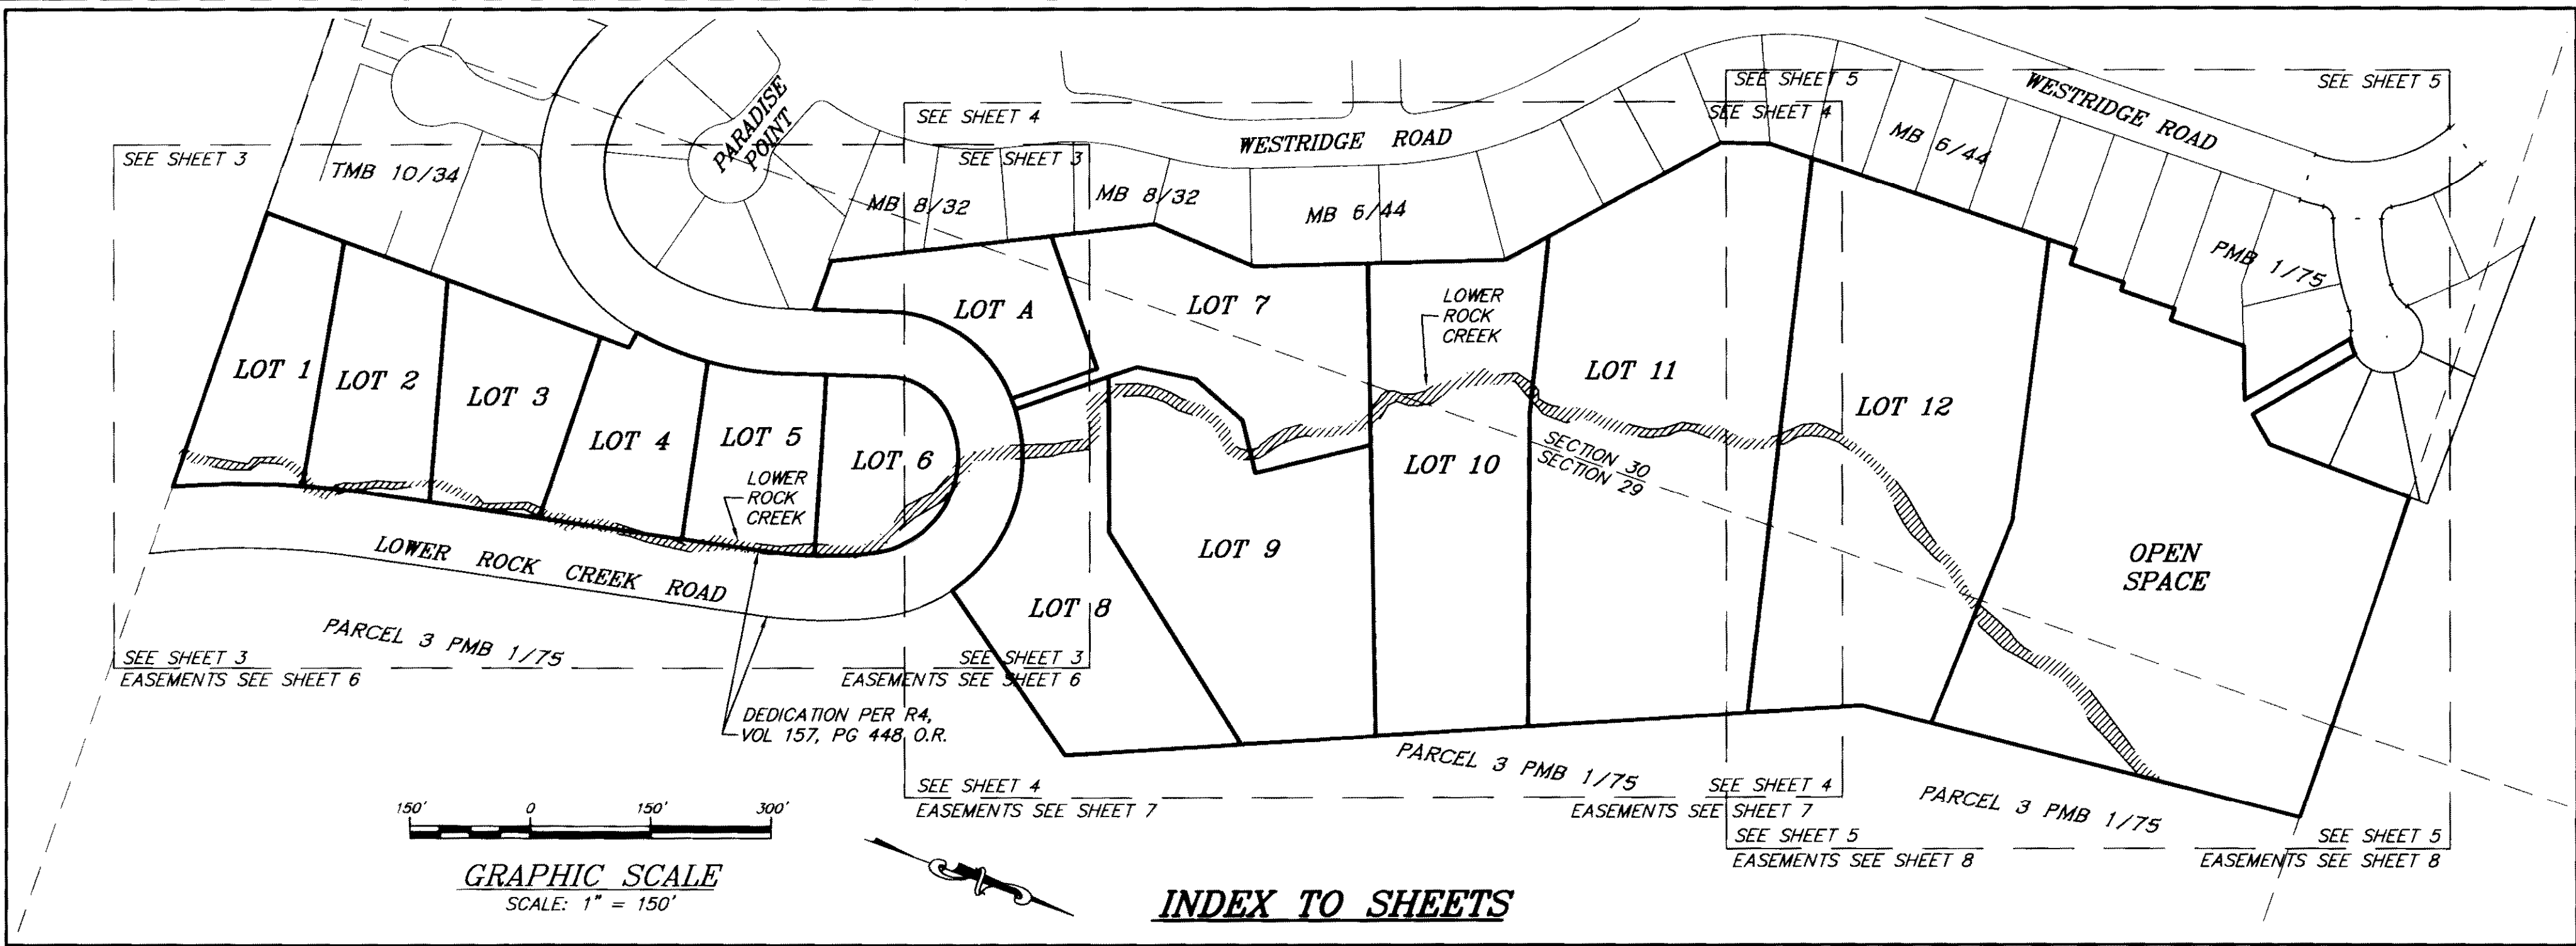 SEE SHEET 5
SEE SHEET 5
WESTRIDGE ROAD
PARADISE
POINT
SEE SHEET 4
SEE SHEET 4
WESTRIDGE ROAD
MB 6/44
SEE SHEET 3
SEE SHEET 3
TMB 10/34
MB 8/32
MB 8/32
MB 6/44
PMB 1/75
LOT A
LOT 7
LOWER
ROCK
CREEK
LOT 1
LOT 2
LOT 3
LOT 4
LOT 5
LOT 6
LOWER
ROCK
CREEK
LOT 11
LOT 12
LOT 10
SECTION 30
SECTION 29
LOT 9
LOT 8
OPEN
SPACE
LOWER ROCK CREEK ROAD
PARCEL 3 PMB 1/75
SEE SHEET 3
SEE SHEET 3
EASEMENTS SEE SHEET 6
EASEMENTS SEE SHEET 6
DEDICATION PER R4,
VOL 157, PG 448 O.R.
PARCEL 3 PMB 1/75
SEE SHEET 4
SEE SHEET 4
EASEMENTS SEE SHEET 7
EASEMENTS SEE SHEET 7
PARCEL 3 PMB 1/75
SEE SHEET 5
SEE SHEET 5
EASEMENTS SEE SHEET 8
EASEMENTS SEE SHEET 8
150' 0 150' 300'
GRAPHIC SCALE
SCALE: 1" = 150'
INDEX TO SHEETS